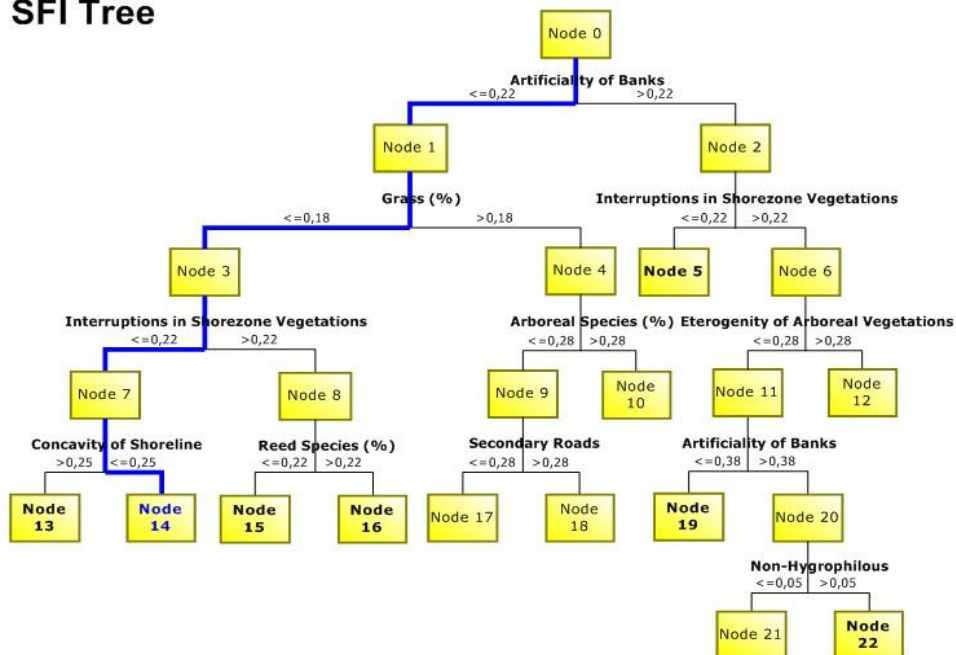 SFI Tree
Node 0
Artificiality of Banks
<=0,22 >0,22
Node 1 Node 2
Grass (%) Interruptions in Shorezone Vegetations
<=0,18 >0,18 <=0,22 >0,22
Node 3 Node 4 Node 5 Node 6
Interruptions in Shorezone Vegetations Arboreal Species (%) Eterogenity of Arboreal Vegetations
<=0,22 >0,22 <=0,28 >0,28 <=0,28 >0,28
Node 7 Node 8 Node 9 Node
10 Node 11 Node
12
Concavity of Shoreline Reed Species (%) Secondary Roads Artificiality of Banks
>0,25 <=0,25 <=0,22 >0,22 <=0,28 >0,28 <=0,38 >0,38
Node
13
Node
14
Node
15
Node
16
Node 17
Node
18
Node
19
Node 20
Non-Hygrophilous
<=0,05 >0,05
Node 21
Node
22